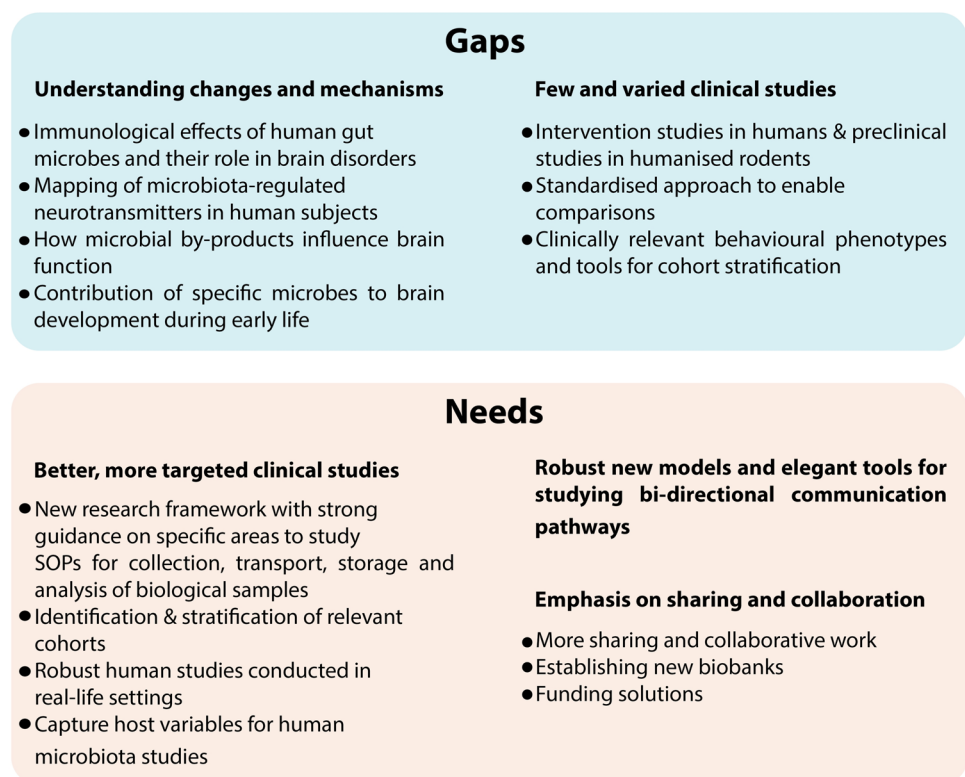 Gaps
Understanding changes and mechanisms
● Immunological effects of human gut
microbes and their role in brain disorders
● Mapping of microbiota-regulated
neurotransmitters in human subjects
● How microbial by-products influence brain
function
● Contribution of specific microbes to brain
development during early life
Few and varied clinical studies
● Intervention studies in humans & preclinical
studies in humanised rodents
● Standardised approach to enable
comparisons
● Clinically relevant behavioural phenotypes
and tools for cohort stratification
Needs
Better, more targeted clinical studies
● New research framework with strong
guidance on specific areas to study
SOPs for collection, transport, storage and
analysis of biological samples
● Identification & stratification of relevant
cohorts
● Robust human studies conducted in
real-life settings
● Capture host variables for human
microbiota studies
Robust new models and elegant tools for
studying bi-directional communication
pathways
Emphasis on sharing and collaboration
● More sharing and collaborative work
● Establishing new biobanks
● Funding solutions